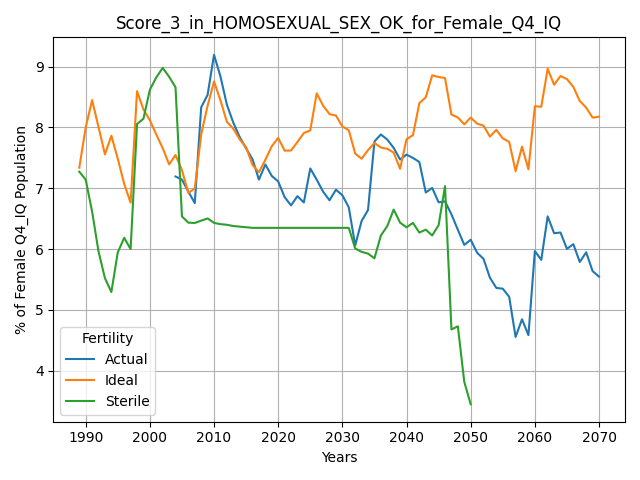 Score_3_in_HOMOSEXUAL_SEX_OK_for_Female_Q4_IQ
% of Female Q4_IQ Population
9
8
7
6
5
4
Fertility
Actual
Ideal
Sterile
1990 2000 2010 2020 2030 2040 2050 2060 2070
Years